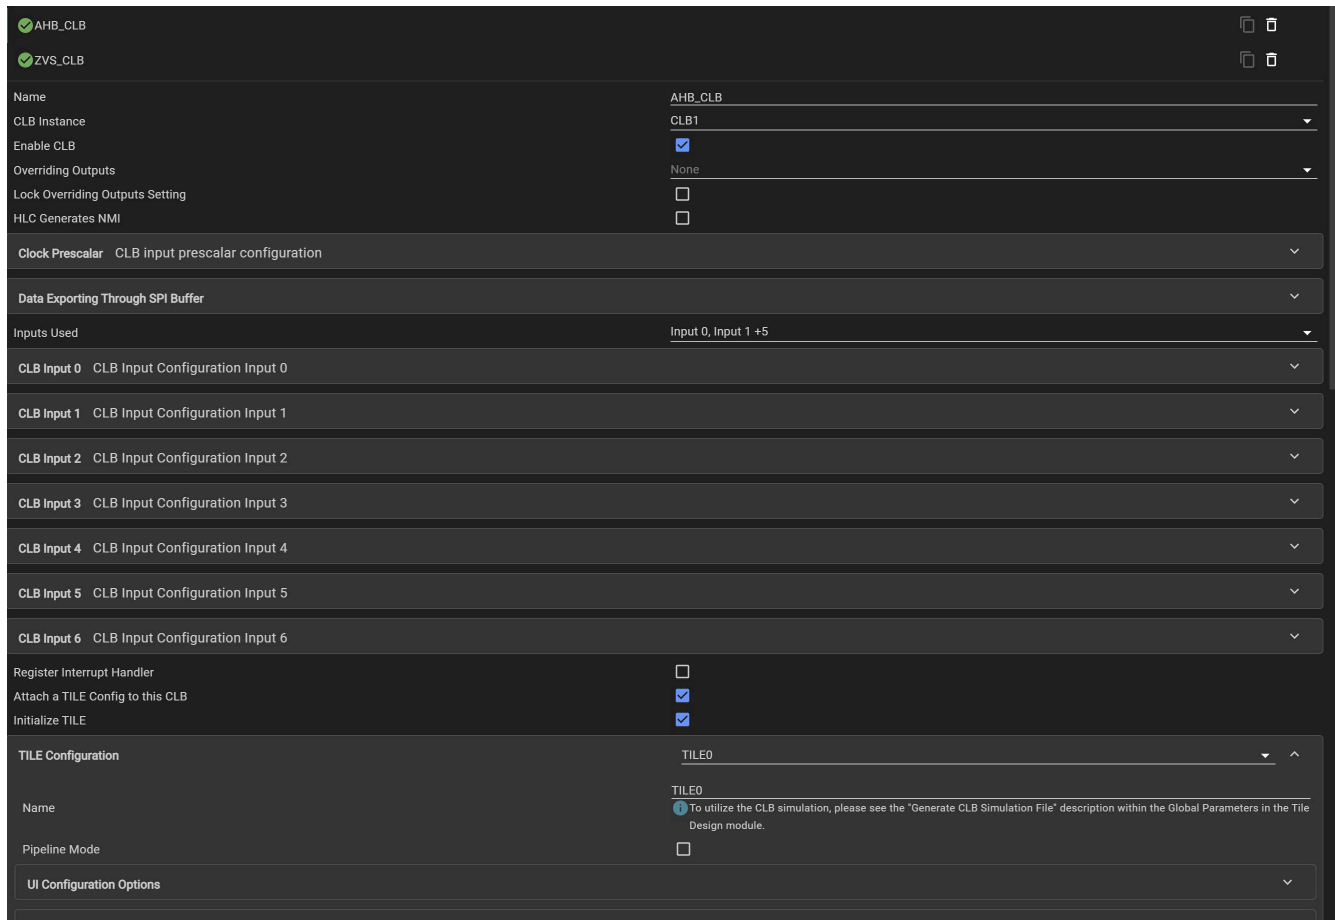 AHB_CLB
ZVS_CLB
Name AHB_CLB
CLB Instance CLB1
Enable CLB
Overriding Outputs None
Lock Overriding Outputs Setting
HLC Generates NMI
Clock Prescalar CLB input prescalar configuration
Data Exporting Through SPI Buffer
Inputs Used Input 0, Input 1 +5
CLB Input 0 CLB Input Configuration Input 0
CLB Input 1 CLB Input Configuration Input 1
CLB Input 2 CLB Input Configuration Input 2
CLB Input 3 CLB Input Configuration Input 3
CLB Input 4 CLB Input Configuration Input 4
CLB Input 5 CLB Input Configuration Input 5
CLB Input 6 CLB Input Configuration Input 6
Register Interrupt Handler
Attach a TILE Config to this CLB
Initialize TILE
TILE Configuration TILE0
TILE0
Name
To utilize the CLB simulation, please see the "Generate CLB Simulation File" description within the Global Parameters in the Tile
Design module.
Pipeline Mode
UI Configuration Options